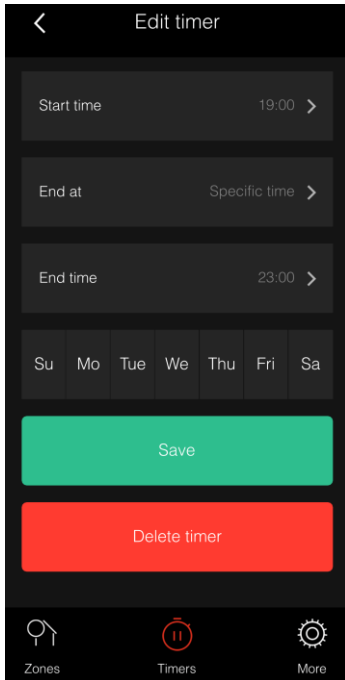 Edit timer
Start time 19:00
End at Specific time
End time 23:00
Su Mo Tue We Thu Fri Sa
Save
Delete timer
Zones Timers More